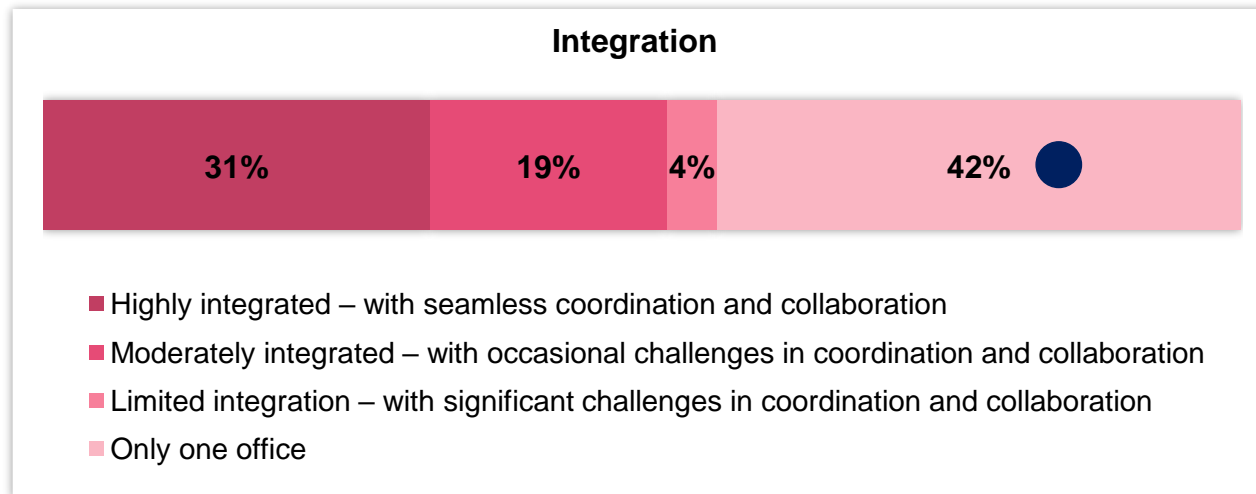 Integration
31% 19% 4% 42%
Highly integrated – with seamless coordination and collaboration
Moderately integrated – with occasional challenges in coordination and collaboration
Limited integration – with significant challenges in coordination and collaboration
Only one office